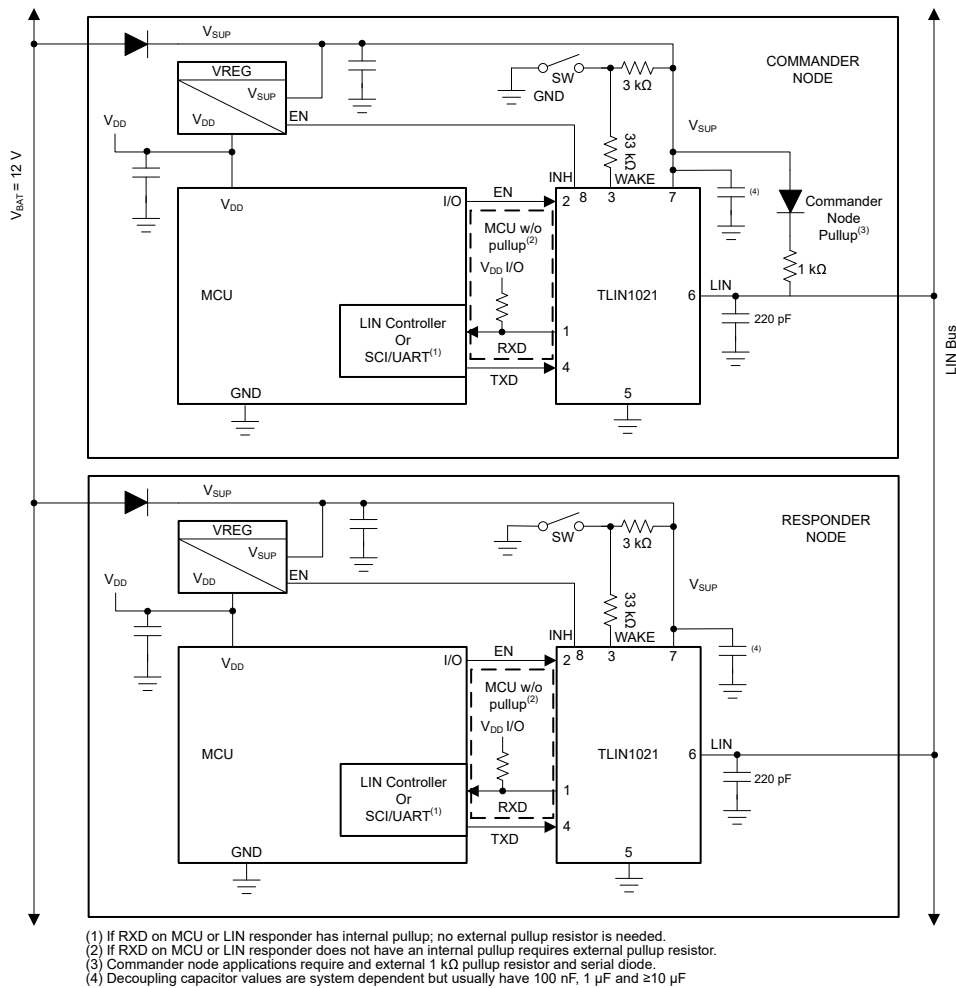 V_BAT = 12 V
LIN Bus
COMMANDER
NODE
V_SUP
VREG
V_SUP
V_DD
EN
V_DD
SW
GND
3 kΩ
33 kΩ
V_SUP
INH
WAKE
8
3
7
(4)
Commander
Node
Pullup(3)
1 kΩ
V_DD
I/O
EN
2
MCU w/o
pullup(2)
V_DD I/O
MCU
TLIN1021
6
LIN
220 pF
LIN Controller
Or
SCI/UART(1)
1
RXD
4
TXD
GND
5
RESPONDER
NODE
V_SUP
VREG
V_SUP
V_DD
EN
V_DD
SW
3 kΩ
33 kΩ
V_SUP
INH
WAKE
8
3
7
(4)
V_DD
I/O
EN
2
MCU w/o
pullup(2)
V_DD I/O
MCU
TLIN1021
6
LIN
220 pF
LIN Controller
Or
SCI/UART(1)
1
RXD
4
TXD
GND
5
(1) If RXD on MCU or LIN responder has internal pullup; no external pullup resistor is needed.
(2) If RXD on MCU or LIN responder does not have an internal pullup requires external pullup resistor.
(3) Commander node applications require and external 1 kΩ pullup resistor and serial diode.
(4) Decoupling capacitor values are system dependent but usually have 100 nF, 1 µF and ≥10 µF